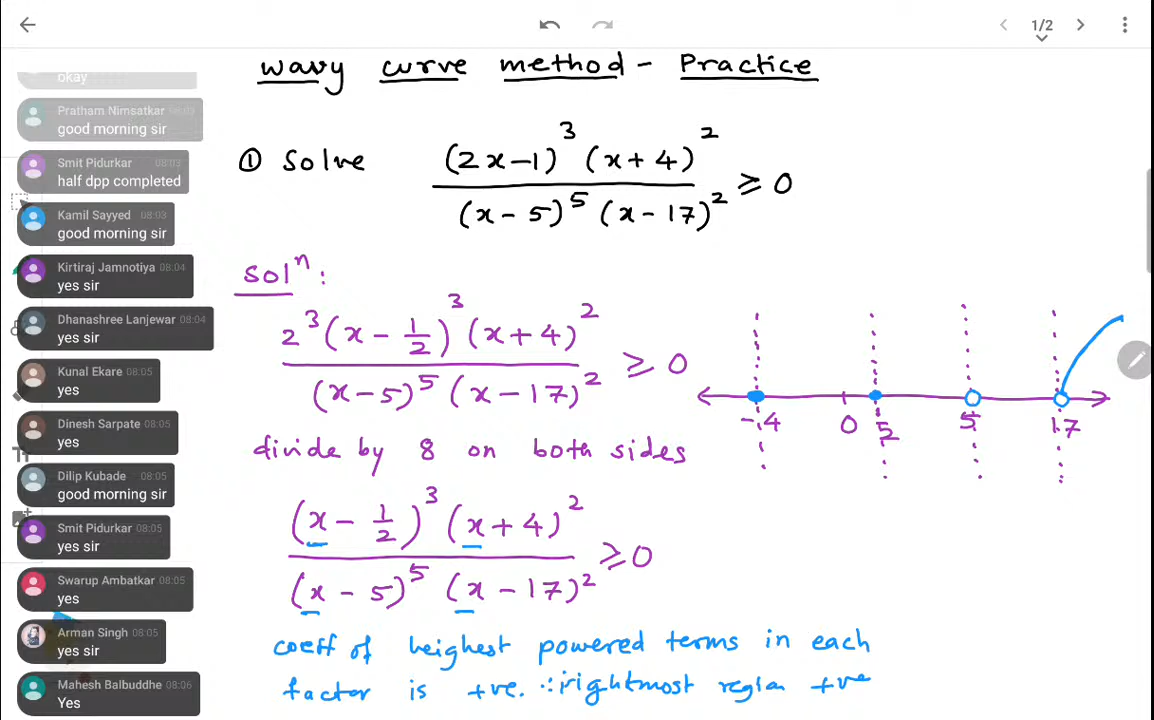 1/2
wavy curve method - Practice
① Solve (2x-1)³ (x+4)² / (x-5)⁵ (x-17)² ≥ 0
Solⁿ:
2³(x - 1/2)³ (x+4)² / (x-5)⁵ (x-17)² ≥ 0
-4 0 5 17
divide by 8 on both sides
(x - 1/2)³ (x+4)² / (x-5)⁵ (x-17)² ≥ 0
coeff of heighest powered terms in each
factor is +ve. ∴ rightmost region +ve
okay
Pratham Nimsatkar 08:03
good morning sir
Smit Pidurkar 08:03
half dpp completed
Kamil Sayyed 08:03
good morning sir
Kirtiraj Jamnotiya 08:04
yes sir
Dhanashree Lanjewar 08:04
yes sir
Kunal Ekare 08:05
yes
Dinesh Sarpate 08:05
yes
Dilip Kubade 08:05
good morning sir
Smit Pidurkar 08:05
yes sir
Swarup Ambatkar 08:05
yes
Arman Singh 08:05
yes sir
Mahesh Balbuddhe 08:06
Yes